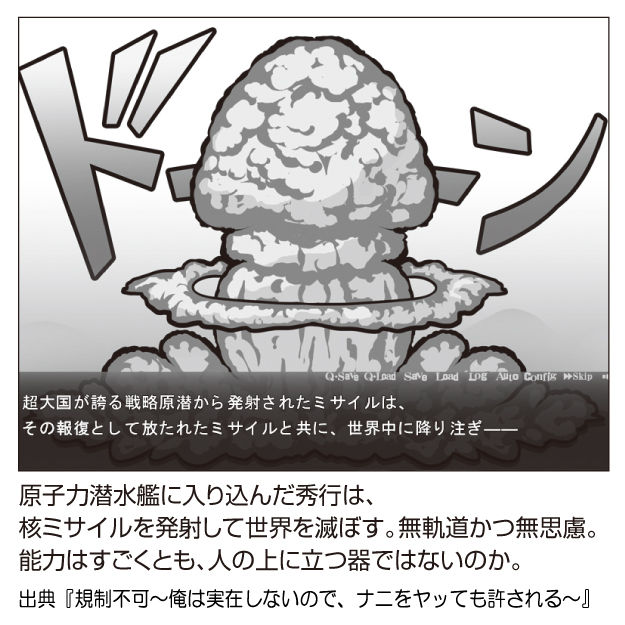 ドーン
Q-Save Q-Load Save Load Log Auto Config ▶▶Skip
超大国が誇る戦略原潜から発射されたミサイルは、
その報復として放たれたミサイルと共に、世界中に降り注ぎ――
原子力潜水艦に入り込んだ秀行は、
核ミサイルを発射して世界を滅ぼす。無軌道かつ無思慮。
能力はすごくとも、人の上に立つ器ではないのか。
出典『規制不可〜俺は実在しないので、ナニをヤッても許される〜』